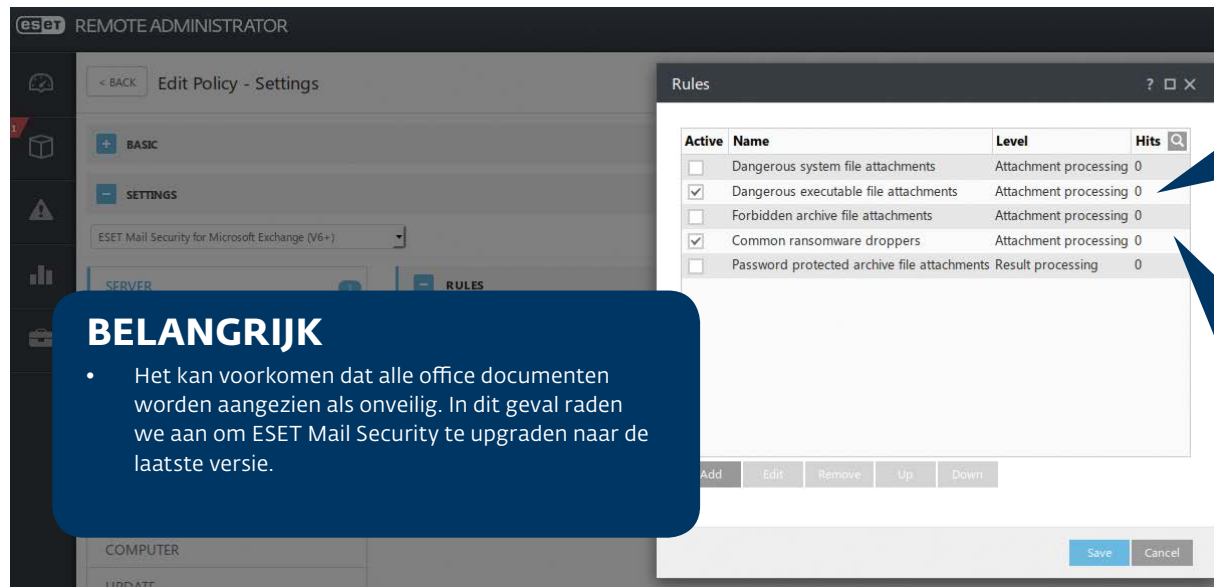 eset REMOTE ADMINISTRATOR
< BACK Edit Policy - Settings
1
+ BASIC
- SETTINGS
ESET Mail Security for Microsoft Exchange (V6+)
SERVER
- RULES
BELANGRIJK
• Het kan voorkomen dat alle office documenten
worden aangezien als onveilig. In dit geval raden
we aan om ESET Mail Security te upgraden naar de
laatste versie.
COMPUTER
UPDATE
Rules ?
Active Name Level Hits
Dangerous system file attachments Attachment processing 0
Dangerous executable file attachments Attachment processing 0
Forbidden archive file attachments Attachment processing 0
Common ransomware droppers Attachment processing 0
Password protected archive file attachments Result processing 0
Add Edit Remove Up Down
Save Cancel